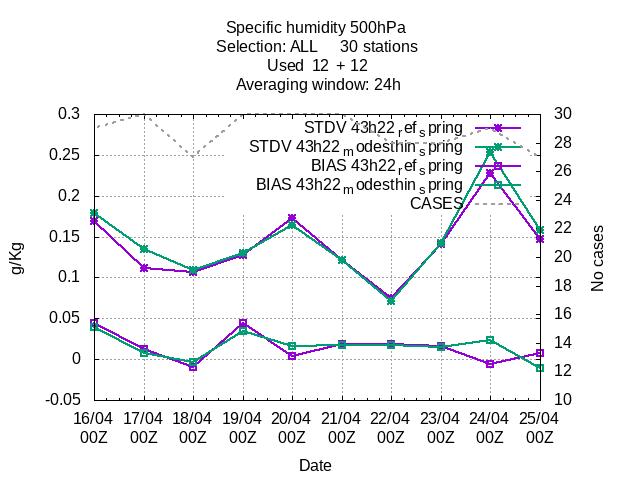 Specific humidity 500hPa
Selection: ALL 30 stations
Used 12 + 12
Averaging window: 24h
STDV 43h22_ref_spring
STDV 43h22_modesthin_spring
BIAS 43h22_ref_spring
BIAS 43h22_modesthin_spring
CASES
0.3
0.25
0.2
0.15
0.1
0.05
0
-0.05
g/Kg
30
28
26
24
22
20
18
16
14
12
10
No cases
16/04 17/04 18/04 19/04 20/04 21/04 22/04 23/04 24/04 25/04
00Z 00Z 00Z 00Z 00Z 00Z 00Z 00Z 00Z 00Z
Date